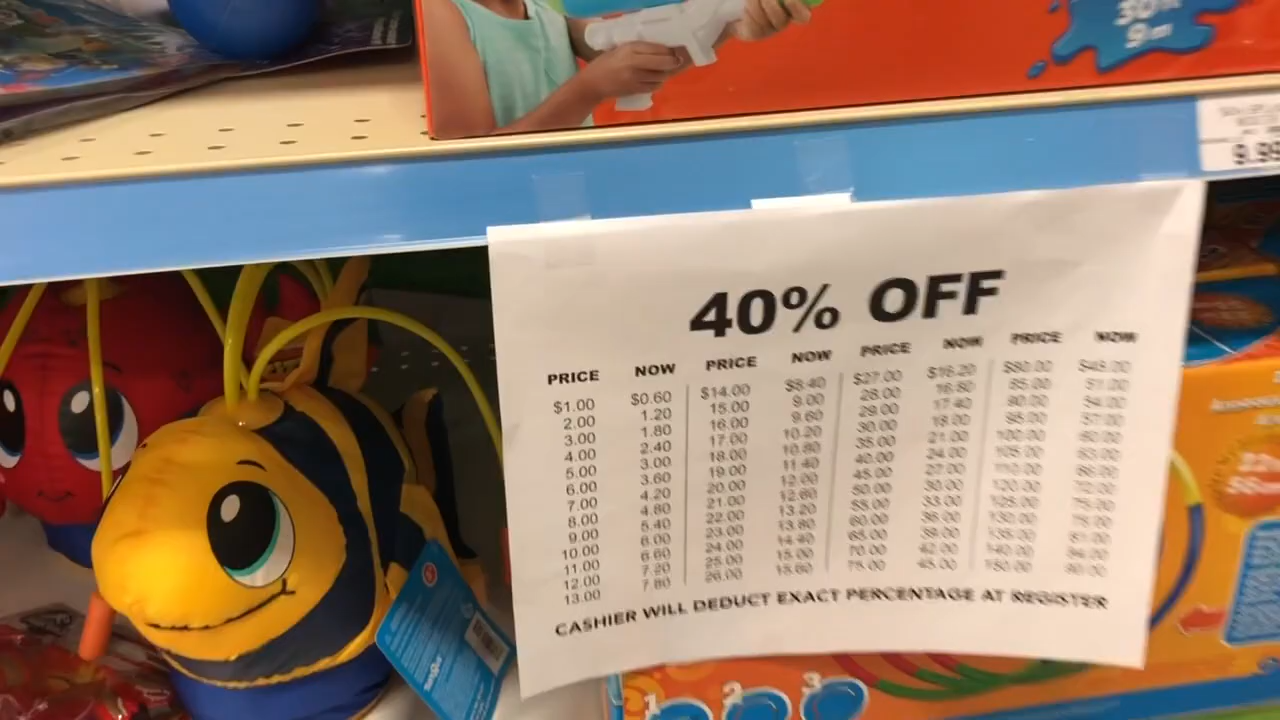 30 ft
9 m
9.99
40% OFF
PRICE NOW PRICE NOW PRICE NOW PRICE NOW
$1.00 $0.60 $14.00 $8.40 $27.00 $16.20 $80.00 $48.00
2.00 1.20 15.00 9.00 28.00 16.80 85.00 51.00
3.00 1.80 16.00 9.60 29.00 17.40 90.00 54.00
4.00 2.40 17.00 10.20 30.00 18.00 95.00 57.00
5.00 3.00 18.00 10.80 35.00 21.00 100.00 60.00
6.00 3.60 19.00 11.40 40.00 24.00 105.00 63.00
7.00 4.20 20.00 12.00 45.00 27.00 110.00 66.00
8.00 4.80 21.00 12.60 50.00 30.00 120.00 72.00
9.00 5.40 22.00 13.20 55.00 33.00 125.00 75.00
10.00 6.00 23.00 13.80 60.00 36.00 130.00 78.00
11.00 6.60 24.00 14.40 65.00 39.00 135.00 81.00
12.00 7.20 25.00 15.00 70.00 42.00 140.00 84.00
13.00 7.80 26.00 15.60 75.00 45.00 150.00 90.00
CASHIER WILL DEDUCT EXACT PERCENTAGE AT REGISTER
1 2 3